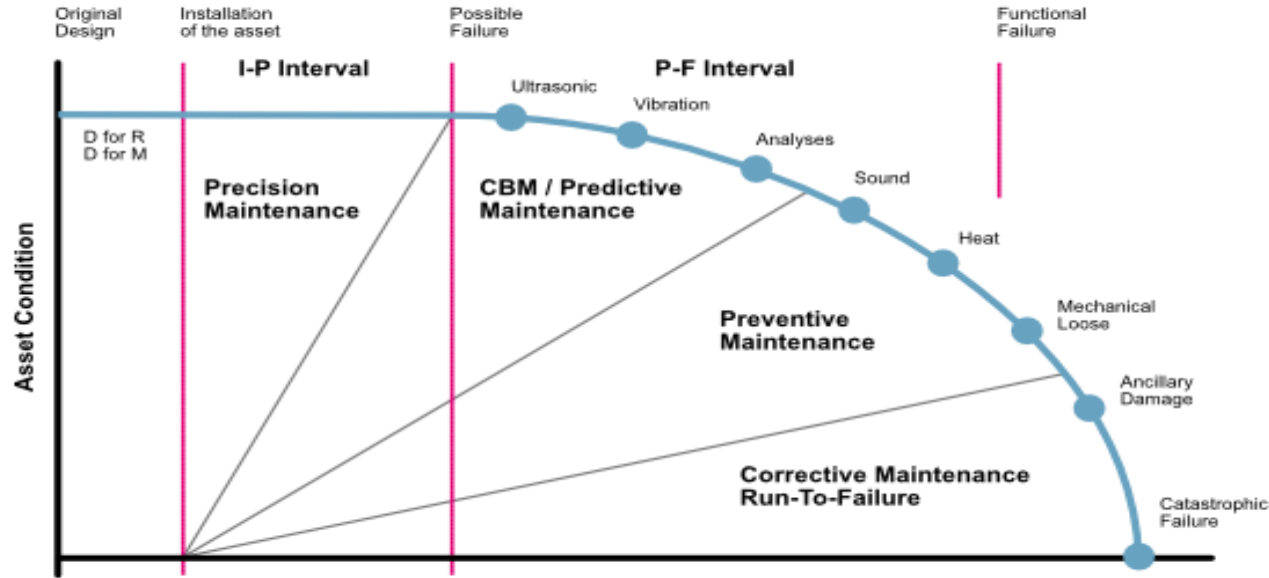 Original
Design
Installation
of the asset
Possible
Failure
Functional
Failure
I-P Interval
P-F Interval
Ultrasonic
Vibration
Analyses
Sound
Heat
Mechanical
Loose
Ancillary
Damage
Catastrophic
Failure
D for R
D for M
Precision
Maintenance
CBM / Predictive
Maintenance
Preventive
Maintenance
Corrective Maintenance
Run-To-Failure
Asset Condition